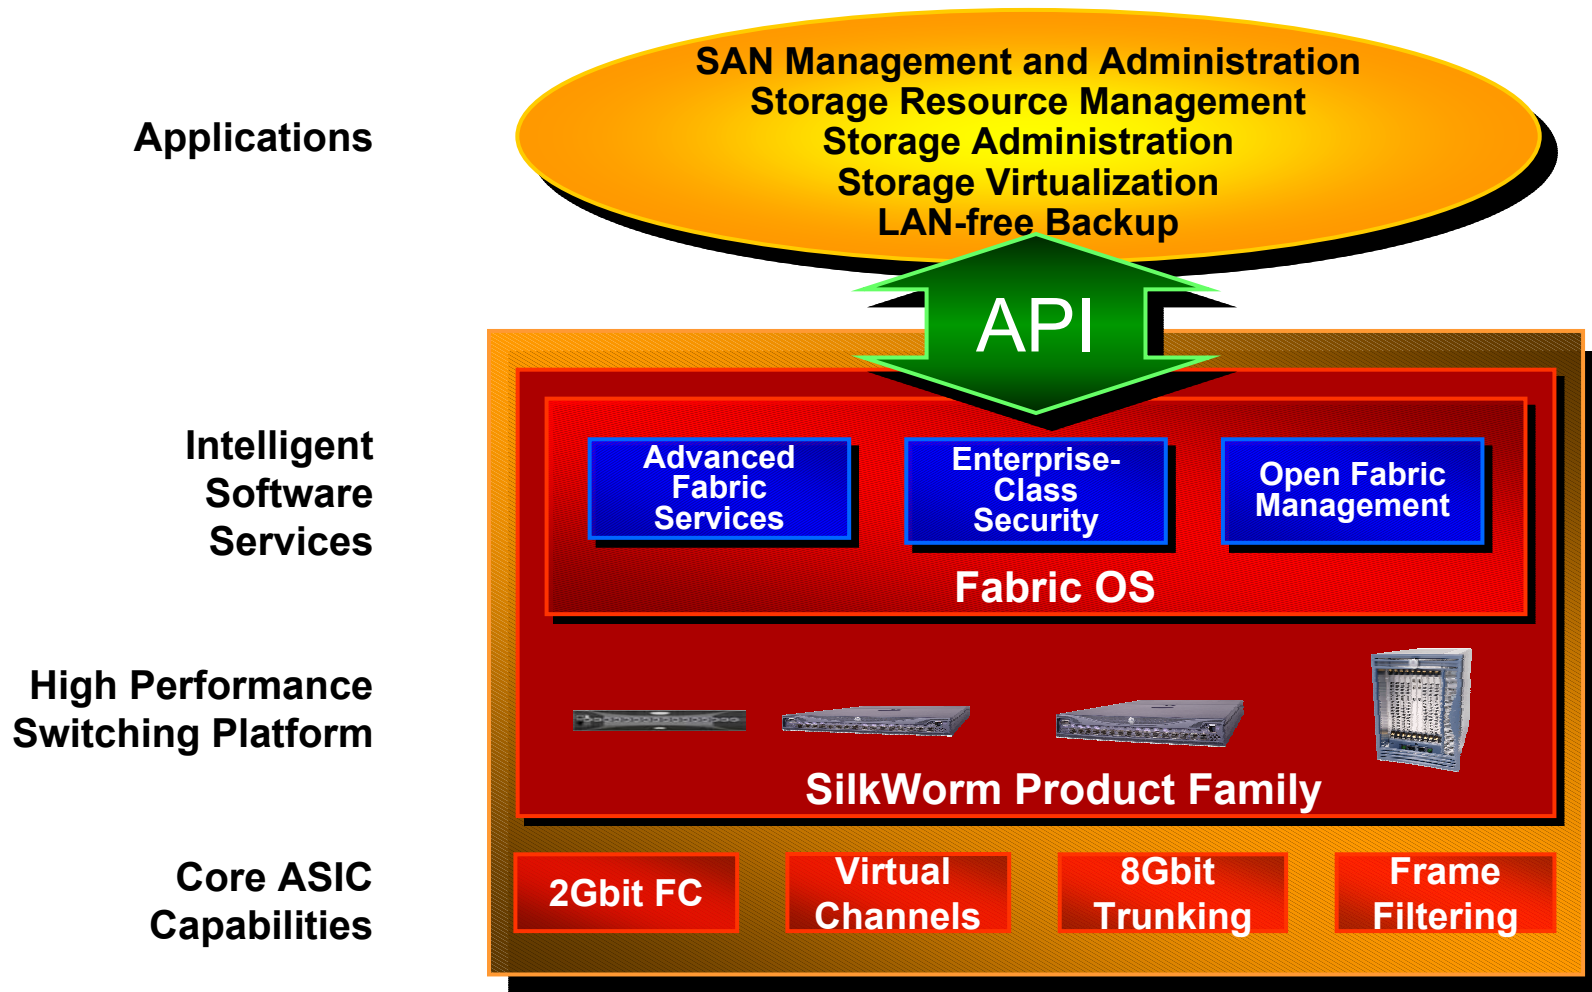 SAN Management and Administration
Storage Resource Management
Storage Administration
Storage Virtualization
LAN-free Backup
Applications
API
Intelligent
Software
Services
Advanced
Fabric
Services
Enterprise-
Class
Security
Open Fabric
Management
Fabric OS
High Performance
Switching Platform
SilkWorm Product Family
Core ASIC
Capabilities
2Gbit FC
Virtual
Channels
8Gbit
Trunking
Frame
Filtering